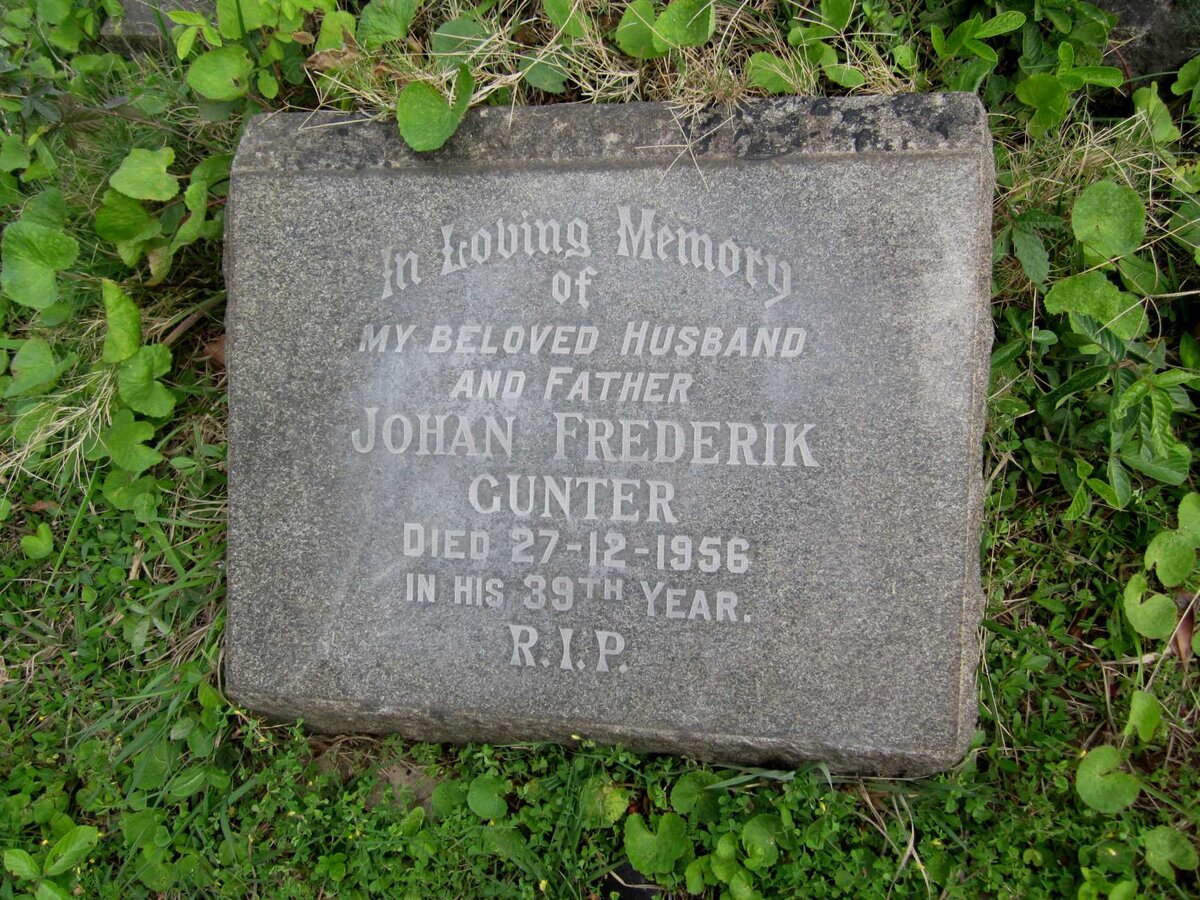 In Loving Memory
of
MY BELOVED HUSBAND
AND FATHER
JOHAN FREDERIK
GUNTER
DIED 27-12-1956
IN HIS 39TH YEAR.
R.I.P.